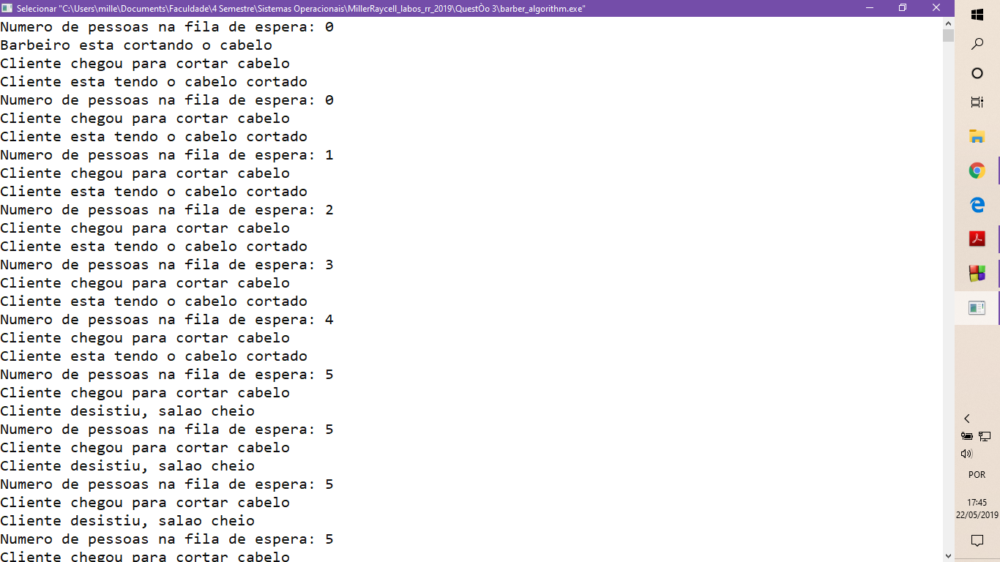 Selecionar "C:\Users\mille\Documents\Faculdade\4 Semestre\Sistemas Operacionais\MillerRaycell_labos_rr_2019\QuestÒo 3\barber_algorithm.exe"
Numero de pessoas na fila de espera: 0
Barbeiro esta cortando o cabelo
Cliente chegou para cortar cabelo
Cliente esta tendo o cabelo cortado
Numero de pessoas na fila de espera: 0
Cliente chegou para cortar cabelo
Cliente esta tendo o cabelo cortado
Numero de pessoas na fila de espera: 1
Cliente chegou para cortar cabelo
Cliente esta tendo o cabelo cortado
Numero de pessoas na fila de espera: 2
Cliente chegou para cortar cabelo
Cliente esta tendo o cabelo cortado
Numero de pessoas na fila de espera: 3
Cliente chegou para cortar cabelo
Cliente esta tendo o cabelo cortado
Numero de pessoas na fila de espera: 4
Cliente chegou para cortar cabelo
Cliente esta tendo o cabelo cortado
Numero de pessoas na fila de espera: 5
Cliente chegou para cortar cabelo
Cliente desistiu, salao cheio
Numero de pessoas na fila de espera: 5
Cliente chegou para cortar cabelo
Cliente desistiu, salao cheio
Numero de pessoas na fila de espera: 5
Cliente chegou para cortar cabelo
Cliente desistiu, salao cheio
Numero de pessoas na fila de espera: 5
Cliente chegou para cortar cabelo
POR
17:45
22/05/2019